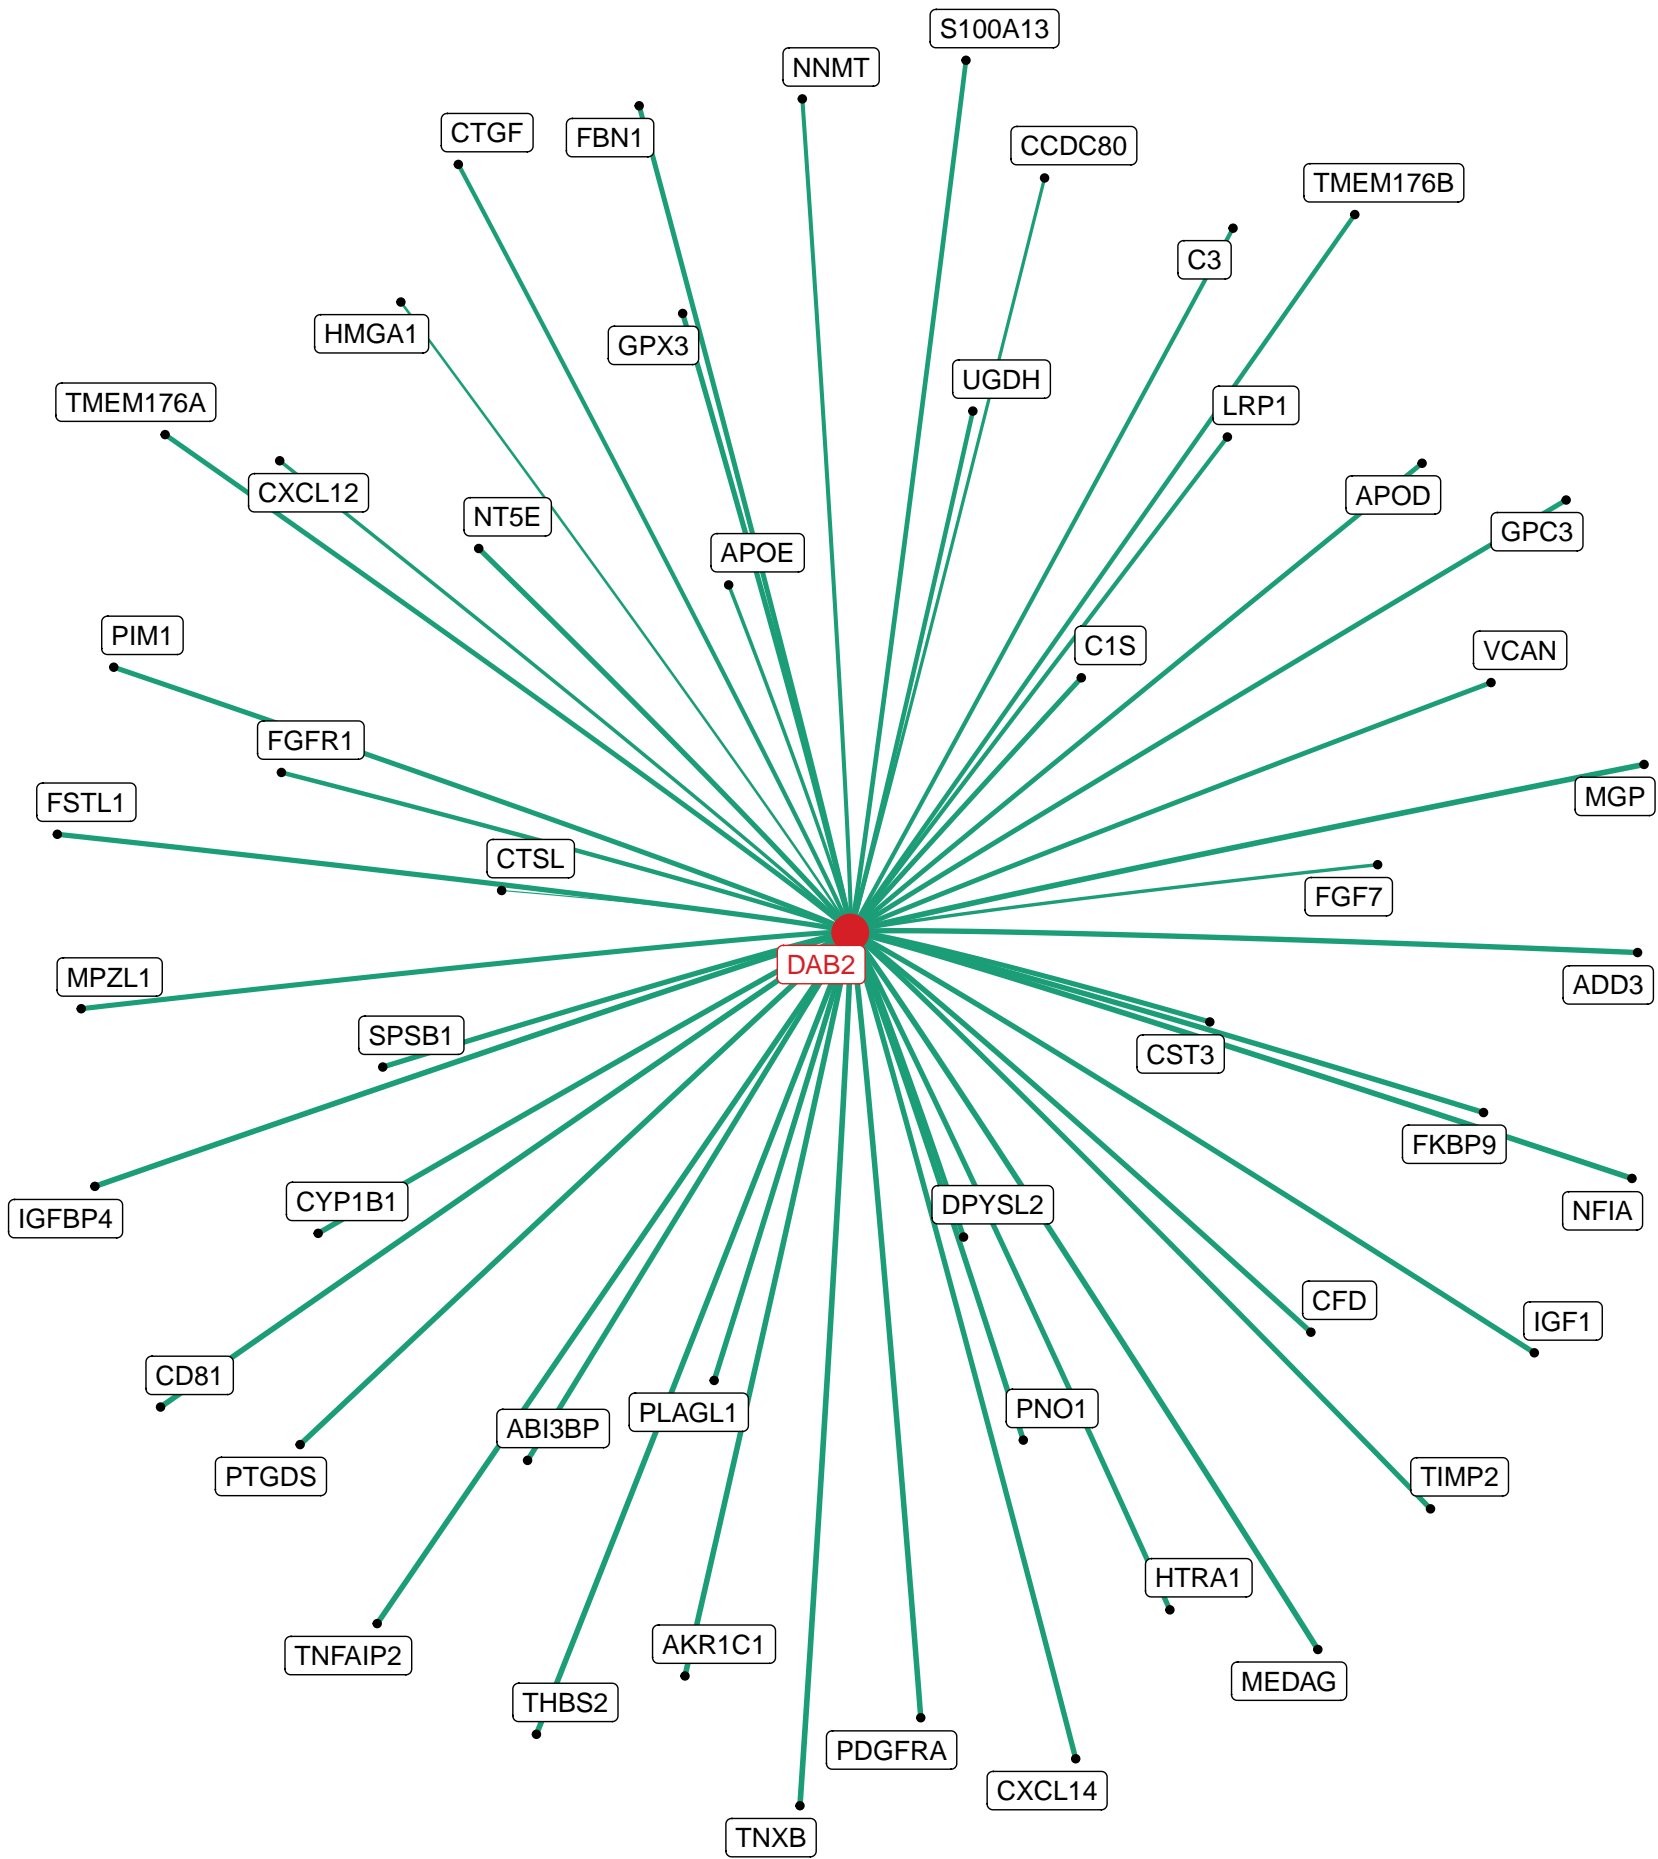 S100A13
NNMT
CTGF
FBN1
CCDC80
TMEM176B
C3
HMGA1
GPX3
UGDH
TMEM176A
LRP1
CXCL12
APOD
NT5E
GPC3
APOE
PIM1
C1S
VCAN
FGFR1
FSTL1
MGP
CTSL
FGF7
DAB2
MPZL1
ADD3
SPSB1
CST3
FKBP9
CYP1B1
DPYSL2
NFIA
IGFBP4
CFD
IGF1
CD81
PLAGL1
PNO1
ABI3BP
PTGDS
TIMP2
HTRA1
AKR1C1
TNFAIP2
MEDAG
THBS2
PDGFRA
CXCL14
TNXB